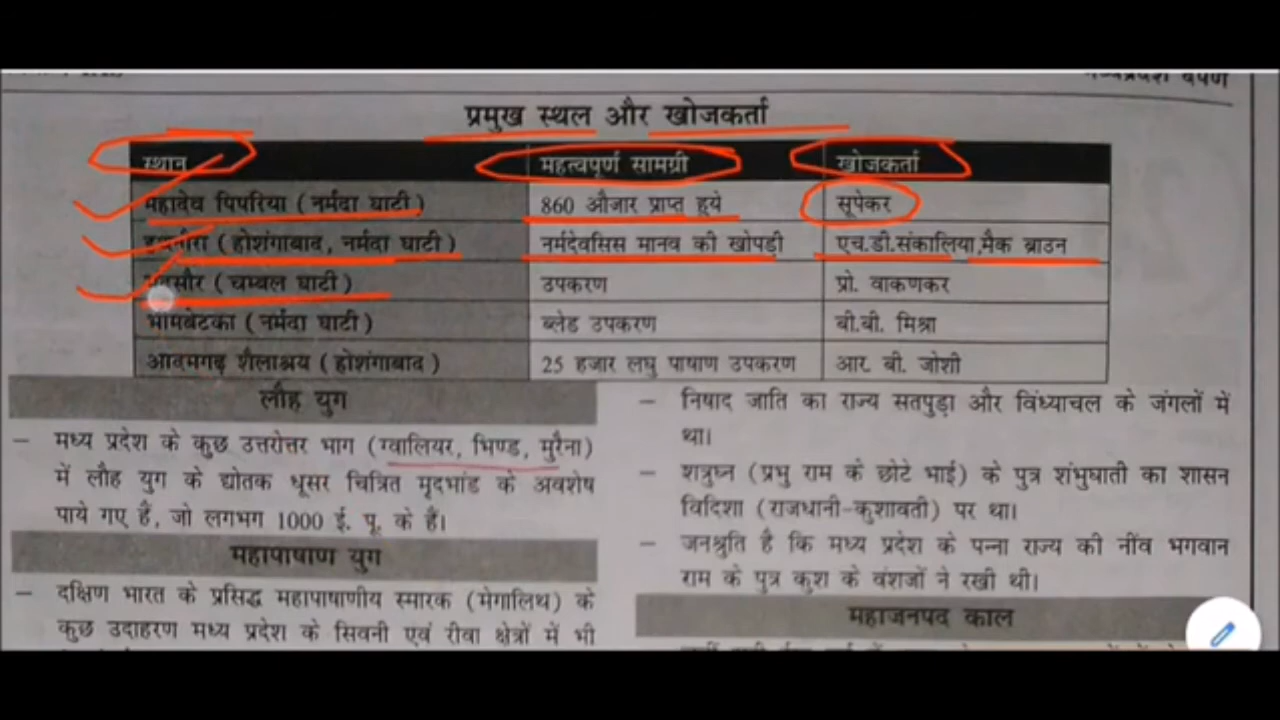 मध्यप्रदेश दर्पण
प्रमुख स्थल और खोजकर्ता
स्थान महत्वपूर्ण सामग्री खोजकर्ता
महादेव पिपरिया (नर्मदा घाटी) 860 औजार प्राप्त हूये सूपेकर
(होशंगाबाद, नर्मदा घाटी) नर्मदेवसिस मानव की खोपड़ी एच.डी.संकालिया,मैक ब्राउन
(चम्बल घाटी) उपकरण प्रो. वाकणकर
भीमबेटका (नर्मदा घाटी) ब्लेड उपकरण बी.बी. मिश्रा
आदमगढ़ शैलाश्रय (होशंगाबाद) 25 हजार लघु पाषाण उपकरण आर. बी. जोशी
लौह युग
– मध्य प्रदेश के कुछ उत्तरोत्तर भाग (ग्वालियर, भिण्ड, मुरैना)
में लौह युग के द्योतक धूसर चित्रित मृदभांड के अवशेष
पाये गए हैं, जो लगभग 1000 ई. पू. के हैं।
महापाषाण युग
– दक्षिण भारत के प्रसिद्ध महापाषाणीय स्मारक (मेगालिथ) के
कुछ उदाहरण मध्य प्रदेश के सिवनी एवं रीवा क्षेत्रों में भी
– निषाद जाति का राज्य सतपुड़ा और विंध्याचल के जंगलों में
था।
– शत्रुघ्न (प्रभु राम के छोटे भाई) के पुत्र शंभुघाती का शासन
विदिशा (राजधानी-कुशावती) पर था।
– जनश्रुति है कि मध्य प्रदेश के पन्ना राज्य की नींव भगवान
राम के पुत्र कुश के वंशजों ने रखी थी।
महाजनपद काल